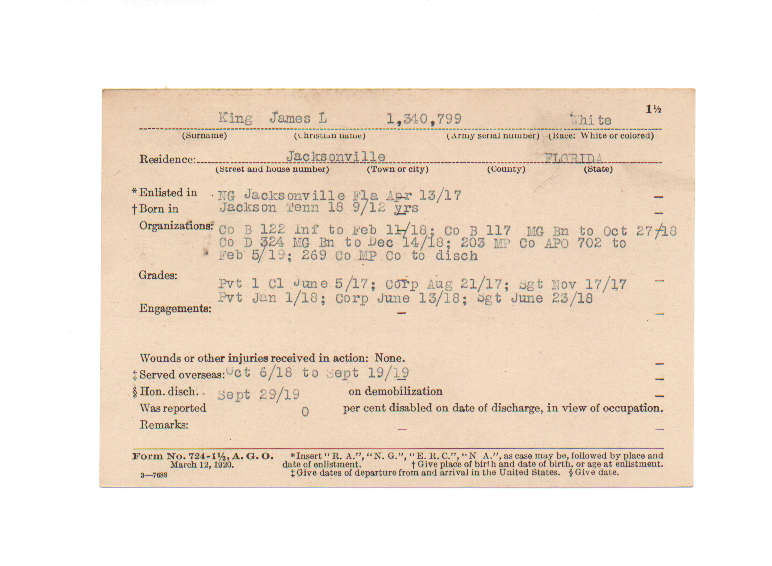 1½
King James L 1,340,799 White
(Surname) (Christian name) (Army serial number) (Race: White or colored)
Residence: Jacksonville FLORIDA
(Street and house number) (Town or city) (County) (State)
*Enlisted in NG Jacksonville Fla Apr 13/17
†Born in Jackson Tenn 18 9/12 yrs
Organizations: Co B 122 Inf to Feb 11/18; Co B 117 MG Bn to Oct 27/18
Co D 324 MG Bn to Dec 14/18; 203 MP Co APO 702 to
Feb 5/19; 269 Co MP Co to disch
Grades:
Pvt 1 Cl June 5/17; Corp Aug 21/17; Sgt Nov 17/17
Pvt Jan 1/18; Corp June 13/18; Sgt June 23/18
Engagements: –
Wounds or other injuries received in action: None.
‡Served overseas: Oct 6/18 to Sept 19/19
§Hon. disch. Sept 29/19 on demobilization
Was reported 0 per cent disabled on date of discharge, in view of occupation.
Remarks: –
Form No. 724-1½, A. G. O. *Insert "R. A.", "N. G.", "E. R. C.", "N A.", as case may be, followed by place and
March 12, 1920. date of enlistment. †Give place of birth and date of birth, or age at enlistment.
3—7688 ‡Give dates of departure from and arrival in the United States. §Give date.